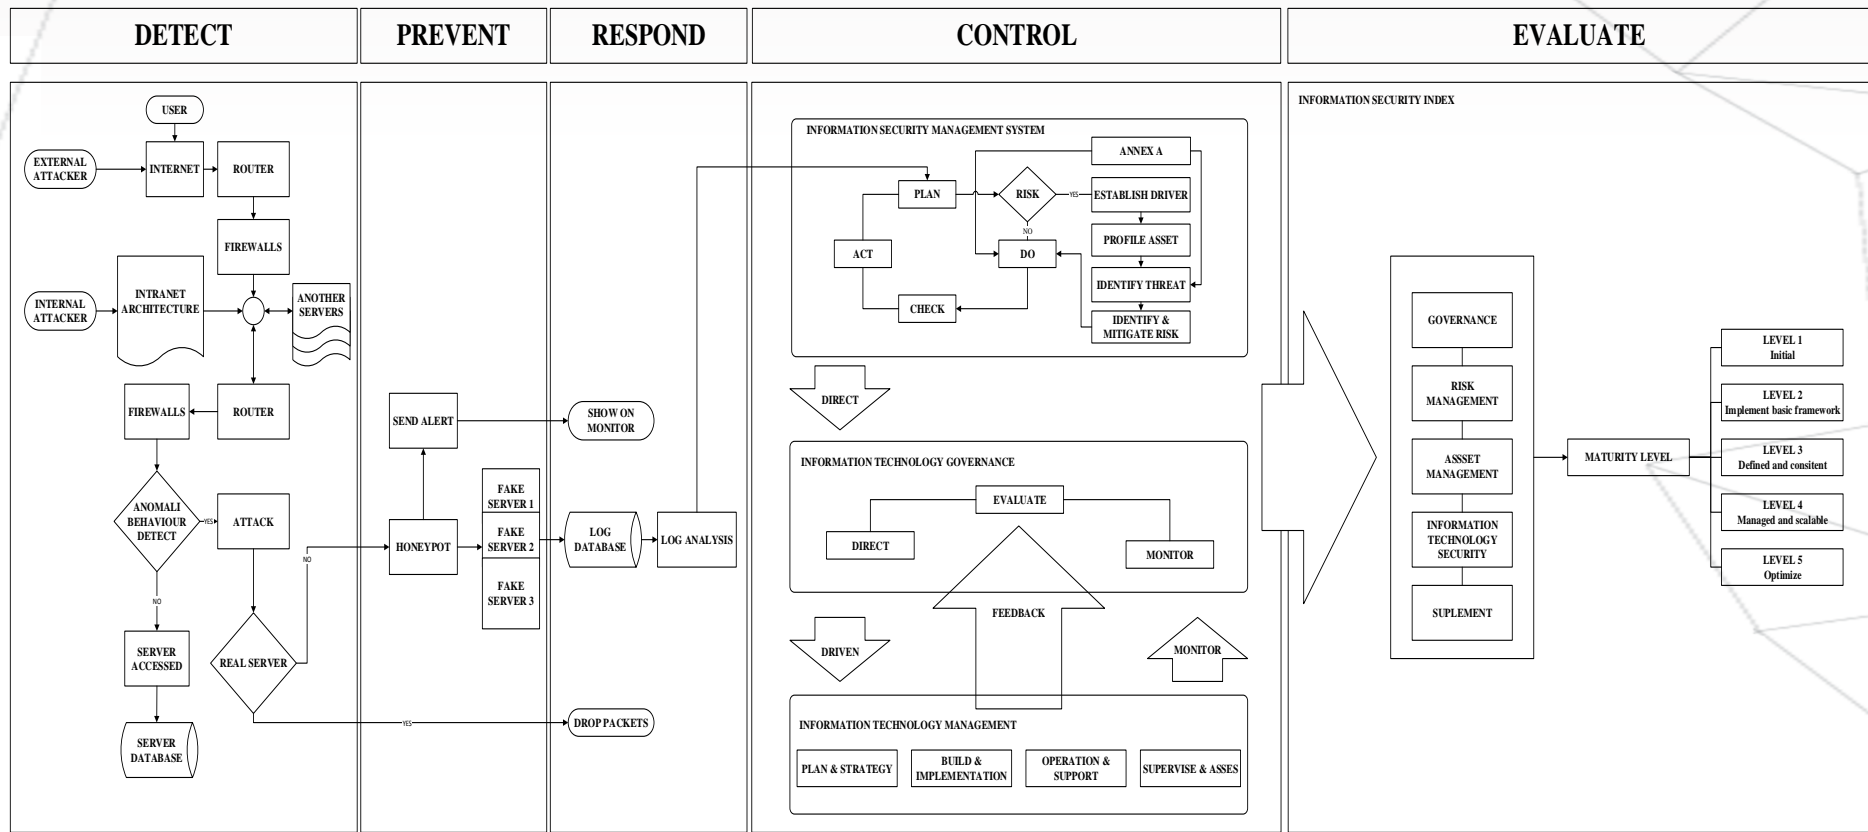 DETECT
PREVENT
RESPOND
CONTROL
EVALUATE
USER
EXTERNAL
ATTACKER
INTERNET
ROUTER
FIREWALLS
INTRANET
ARCHITECTURE
INTERNAL
ATTACKER
ANOTHER
SERVERS
FIREWALLS
ROUTER
ANOMALI
BEHAVIOUR
DETECT
YES
ATTACK
NO
SERVER
ACCESSED
REAL SERVER
NO
YES
SERVER
DATABASE
SEND ALERT
HONEYPOT
FAKE
SERVER 1
FAKE
SERVER 2
FAKE
SERVER 3
SHOW ON
MONITOR
LOG
DATABASE
LOG ANALYSIS
DROP PACKETS
INFORMATION SECURITY MANAGEMENT SYSTEM
ANNEX A
PLAN
RISK
YES
ESTABLISH DRIVER
NO
PROFILE ASSET
ACT
DO
IDENTIFY THREAT
CHECK
IDENTIFY &
MITIGATE RISK
DIRECT
INFORMATION TECHNOLOGY GOVERNANCE
EVALUATE
DIRECT
MONITOR
FEEDBACK
DRIVEN
MONITOR
INFORMATION TECHNOLOGY MANAGEMENT
PLAN & STRATEGY
BUILD &
IMPLEMENTATION
OPERATION &
SUPPORT
SUPERVISE & ASSES
INFORMATION SECURITY INDEX
GOVERNANCE
RISK
MANAGEMENT
ASSSET
MANAGEMENT
INFORMATION
TECHNOLOGY
SECURITY
SUPLEMENT
MATURITY LEVEL
LEVEL 1
Initial
LEVEL 2
Implement basic framework
LEVEL 3
Defined and consitent
LEVEL 4
Managed and scalable
LEVEL 5
Optimize